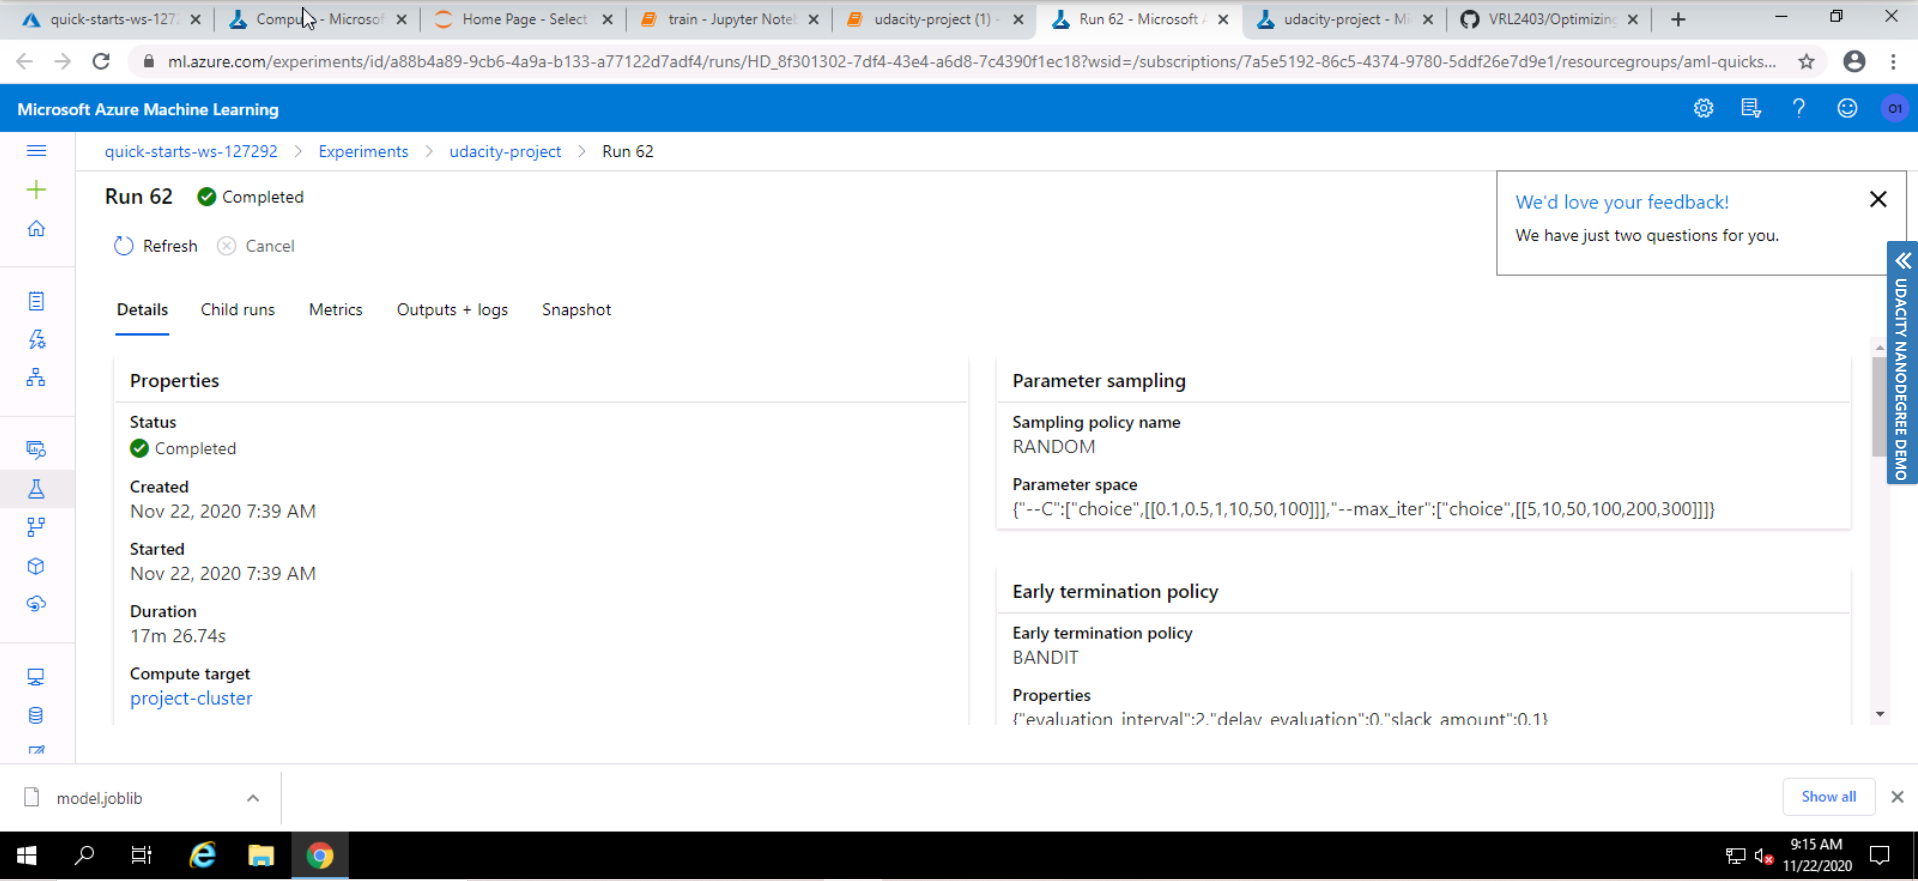 quick-starts-ws-127
Compu - Microsof
Home Page - Select
train - Jupyter Note
udacity-project (1) -
Run 62 - Microsoft A
udacity-project - Mi
VRL2403/Optimizing
ml.azure.com/experiments/id/a88b4a89-9cb6-4a9a-b133-a77122d7adf4/runs/HD_8f301302-7df4-43e4-a6d8-7c4390f1ec18?wsid=/subscriptions/7a5e5192-86c5-4374-9780-5ddf26e7d9e1/resourcegroups/aml-quicks...
Microsoft Azure Machine Learning
O1
quick-starts-ws-127292 > Experiments > udacity-project > Run 62
Run 62 Completed
We'd love your feedback!
We have just two questions for you.
Refresh Cancel
UDACITY NANODEGREE DEMO
Details Child runs Metrics Outputs + logs Snapshot
Properties
Status
Completed
Created
Nov 22, 2020 7:39 AM
Started
Nov 22, 2020 7:39 AM
Duration
17m 26.74s
Compute target
project-cluster
Parameter sampling
Sampling policy name
RANDOM
Parameter space
{"--C":["choice",[[0.1,0.5,1,10,50,100]]],"--max_iter":["choice",[[5,10,50,100,200,300]]]}
Early termination policy
Early termination policy
BANDIT
Properties
{"evaluation_interval":2,"delay_evaluation":0,"slack_amount":0.1}
model.joblib
Show all
9:15 AM
11/22/2020